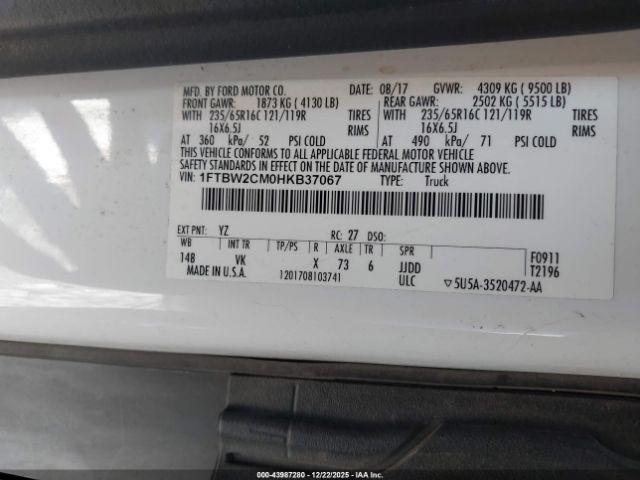 MFD. BY FORD MOTOR CO. DATE: 08/17 GVWR: 4309 KG ( 9500 LB)
FRONT GAWR: 1873 KG ( 4130 LB) REAR GAWR: 2502 KG ( 5515 LB)
WITH 235/65R16C 121/119R TIRES WITH 235/65R16C 121/119R TIRES
16X6.5J RIMS 16X6.5J RIMS
AT 360 kPa/ 52 PSI COLD AT 490 kPa/ 71 PSI COLD
THIS VEHICLE CONFORMS TO ALL APPLICABLE FEDERAL MOTOR VEHICLE
SAFETY STANDARDS IN EFFECT ON THE DATE OF MANUFACTURE SHOWN ABOVE.
VIN: 1FTBW2CM0HKB37067 TYPE: Truck
EXT PNT: YZ RC: 27 DSO:
WB INT TR TP/PS R AXLE TR SPR F0911
148 VK X 73 6 JJDD T2196
MADE IN U.S.A. 1201708103741 ULC ▽5U5A-3520472-AA
000-43987280 - 12/22/2025 - IAA Inc.